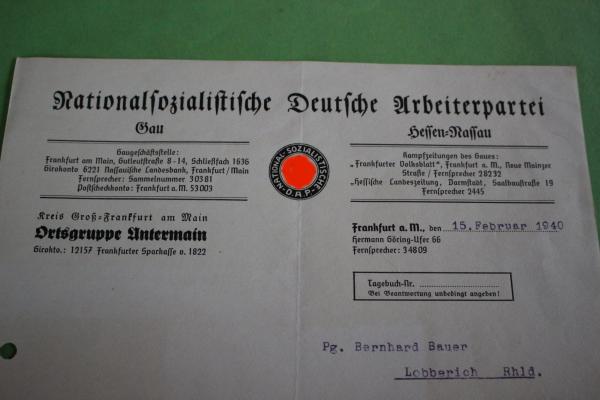 Nationalsozialistische Deutsche Arbeiterpartei
Gau
Hessen-Nassau
Gaugeschäftsstelle:
Frankfurt am Main, Gutleutstraße 8-14, Schließfach 1636
Girokonto 6221 Nassauische Landesbank, Frankfurt/Main
Fernsprecher: Sammelnummer 30381
Postscheckkonto: Frankfurt a. M. 53003
NATIONAL-SOZIALISTISCHE
D.A.P.
Kampfzeitungen des Gaues:
„Frankfurter Volksblatt", Frankfurt a. M., Neue Mainzer
Straße / Fernsprecher 28232
„Hessische Landeszeitung, Darmstadt, Saalbaustraße 19
Fernsprecher 2445
Kreis Groß-Frankfurt am Main
Ortsgruppe Untermain
Girokto.: 12157 Frankfurter Sparkasse v. 1822
Frankfurt a. M., den 15. Februar 1940
Hermann Göring-Ufer 66
Fernsprecher: 34809
Tagebuch-Nr.
Bei Beantwortung unbedingt angeben!
Pg. Bernhard Bauer
Lobberich Rhld.